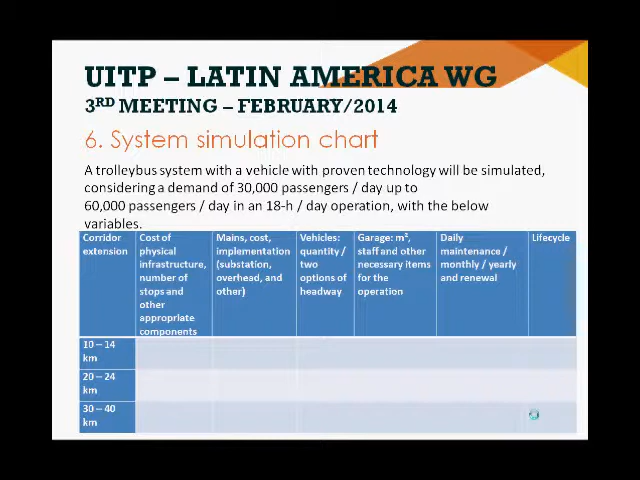 UITP – LATIN AMERICA WG
3RD MEETING – FEBRUARY/2014
6. System simulation chart
A trolleybus system with a vehicle with proven technology will be simulated,
considering a demand of 30,000 passengers / day up to
60,000 passengers / day in an 18-h / day operation, with the below
variables.
Corridor
extension
Cost of
physical
infrastructure,
number of
stops and
other
appropriate
components
Mains, cost,
implementation
(substation,
overhead, and
other)
Vehicles:
quantity /
two
options of
headway
Garage: m²,
staff and other
necessary items
for the
operation
Daily
maintenance /
monthly / yearly
and renewal
Lifecycle
10 – 14
km
20 – 24
km
30 – 40
km